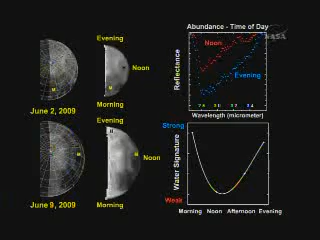 Evening
Noon
Morning
June 2, 2009
Evening
Noon
Morning
June 9, 2009
NASA
Abundance - Time of Day
Reflectance
Noon
Evening
Wavelength (micrometer)
Strong
Water Signature
Weak
Morning Noon Afternoon Evening